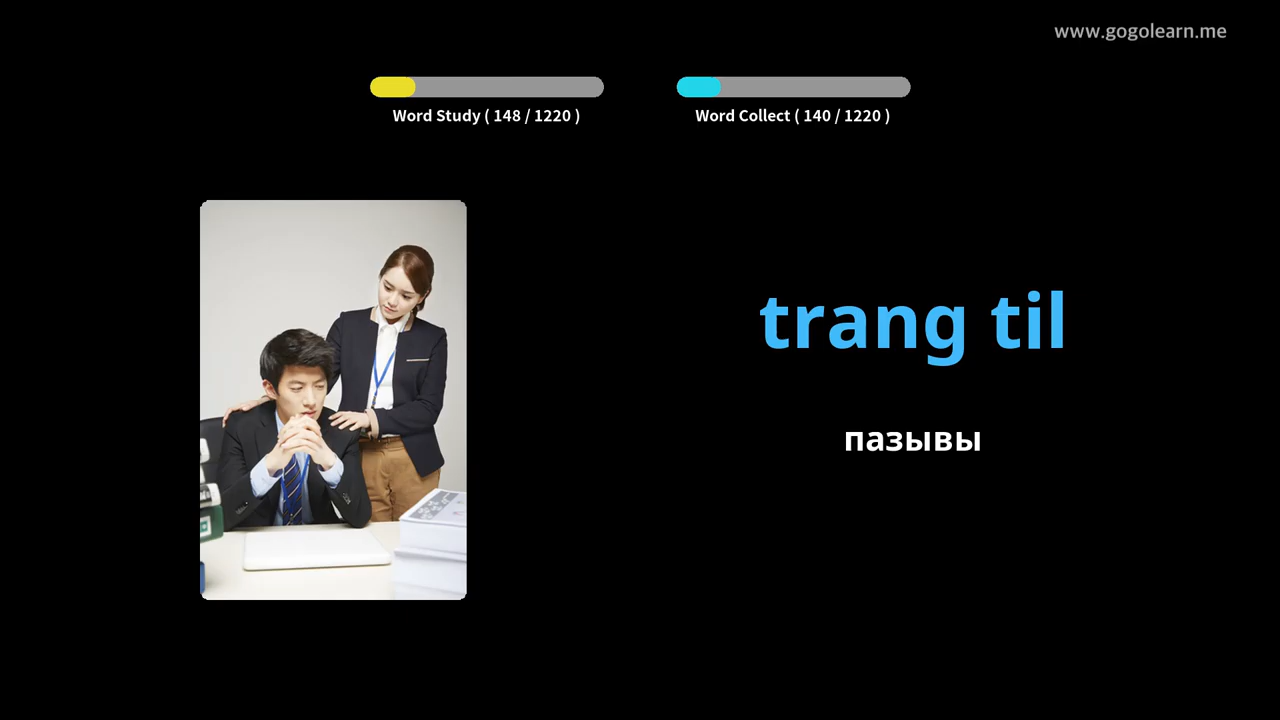 www.gogolearn.me
Word Study ( 148 / 1220 )
Word Collect ( 140 / 1220 )
trang til
пазывы